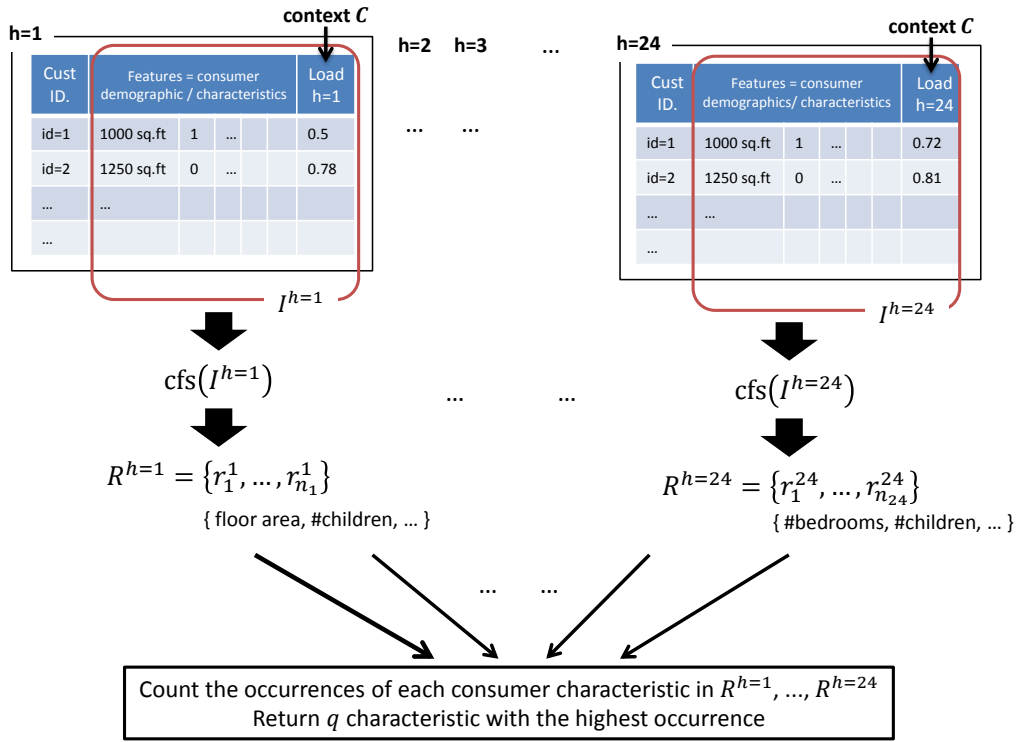 context C
context C
h=1
h=2 h=3 ... h=24
Cust ID.
Features = consumer demographic / characteristics
Load h=1
id=1 1000 sq.ft 1 ... 0.5
id=2 1250 sq.ft 0 ... 0.78
... ...
...
I^{h=1}
... ...
Cust ID.
Features = consumer demographics/ characteristics
Load h=24
id=1 1000 sq.ft 1 ... 0.72
id=2 1250 sq.ft 0 ... 0.81
... ...
...
I^{h=24}
cfs(I^{h=1})
... ...
cfs(I^{h=24})
R^{h=1} = {r_1^1, ..., r_{n_1}^1}
{ floor area, #children, ... }
R^{h=24} = {r_1^{24}, ..., r_{n_{24}}^{24}}
{ #bedrooms, #children, ... }
... ...
Count the occurrences of each consumer characteristic in R^{h=1}, ..., R^{h=24}
Return q characteristic with the highest occurrence